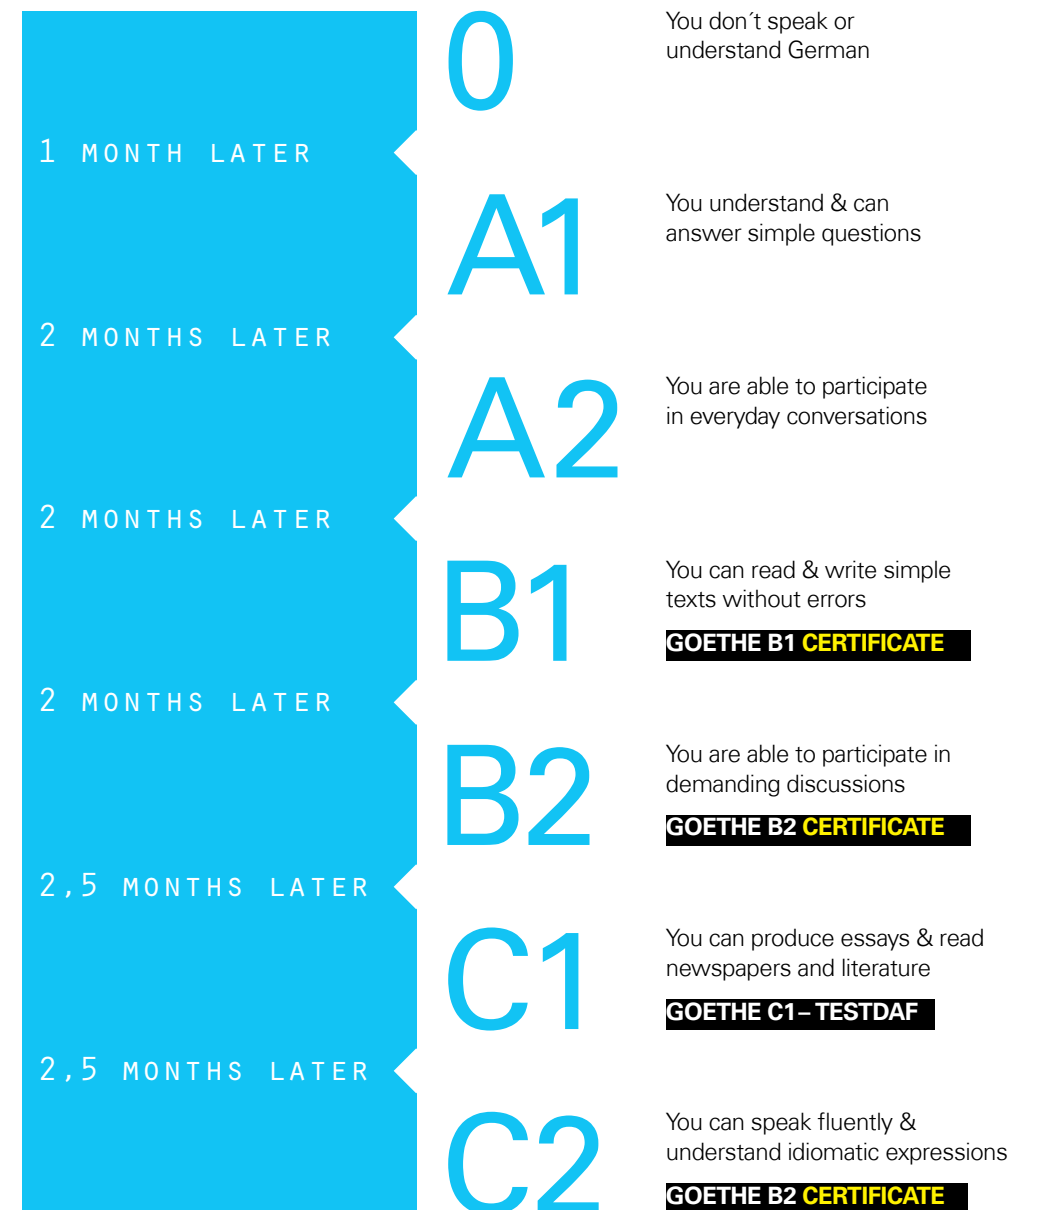 0
You don´t speak or
understand German
1 MONTH LATER
A1
You understand & can
answer simple questions
2 MONTHS LATER
A2
You are able to participate
in everyday conversations
2 MONTHS LATER
B1
You can read & write simple
texts without errors
GOETHE B1 CERTIFICATE
2 MONTHS LATER
B2
You are able to participate in
demanding discussions
GOETHE B2 CERTIFICATE
2,5 MONTHS LATER
C1
You can produce essays & read
newspapers and literature
GOETHE C1– TESTDAF
2,5 MONTHS LATER
C2
You can speak fluently &
understand idiomatic expressions
GOETHE B2 CERTIFICATE